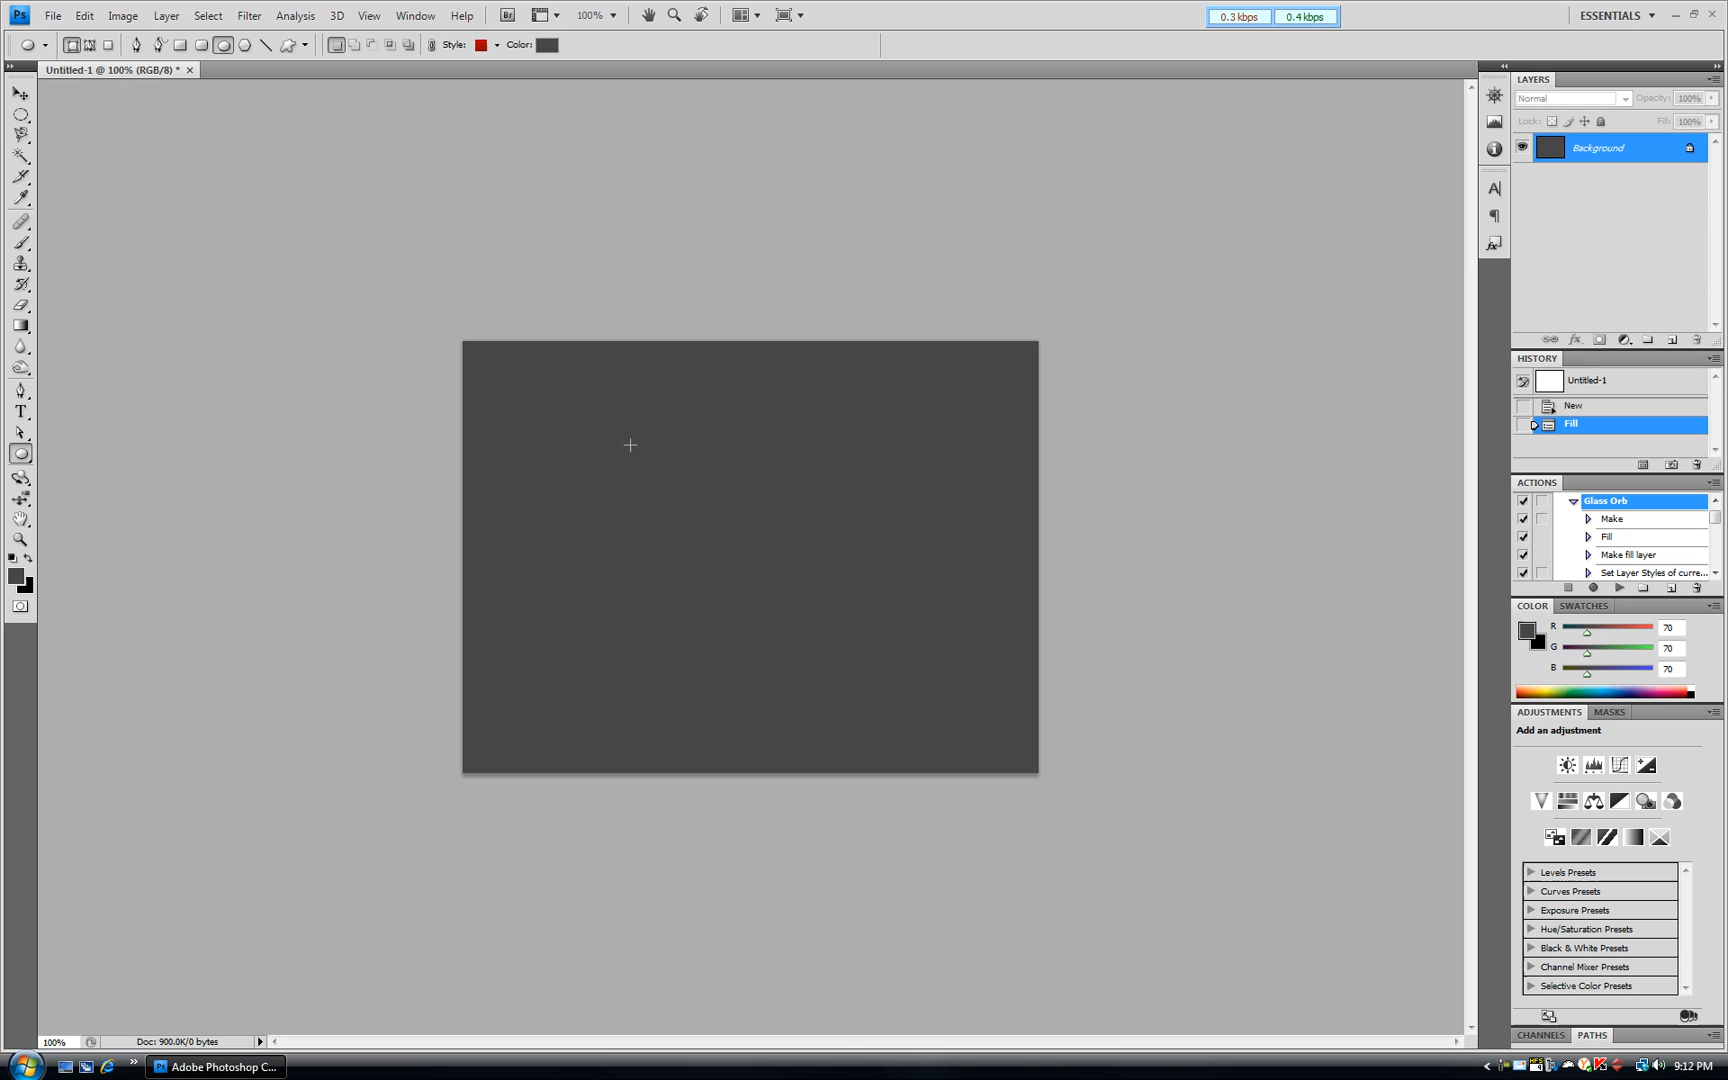 Ps File Edit Image Layer Select Filter Analysis 3D View Window Help Br 100% 0.3 kbps 0.4 kbps ESSENTIALS
Style: Color:
Untitled-1 @ 100% (RGB/8) *
LAYERS
Normal Opacity: 100%
Lock: Fill: 100%
Background
HISTORY
Untitled-1
New
Fill
ACTIONS
Glass Orb
Make
Fill
Make fill layer
Set Layer Styles of curre...
COLOR SWATCHES
R 70
G 70
B 70
ADJUSTMENTS MASKS
Add an adjustment
Levels Presets
Curves Presets
Exposure Presets
Hue/Saturation Presets
Black & White Presets
Channel Mixer Presets
Selective Color Presets
CHANNELS PATHS
100% Doc: 900.0K/0 bytes
Ps Adobe Photoshop C... 9:12 PM